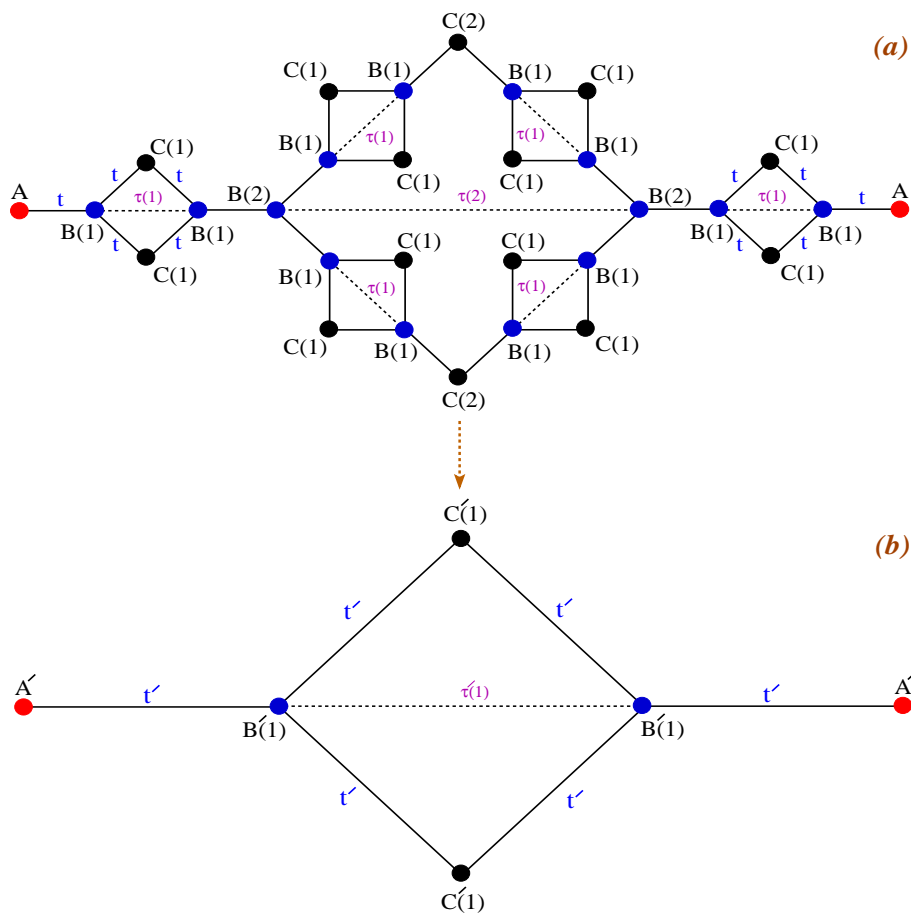 C(2)
(a)
C(1) B(1) B(1) C(1)
B(1) τ(1) τ(1) B(1)
C(1) C(1) C(1) C(1)
A t t t τ(1) B(2) τ(2) B(2) t t τ(1) t A
B(1) t t B(1) B(1) t t B(1)
C(1) C(1) C(1) C(1)
B(1) τ(1) τ(1) B(1)
C(1) B(1) B(1) C(1)
C(2)
C′(1)
(b)
t′ t′
A′ t′ τ′(1) t′ A′
B′(1) B′(1)
t′ t′
C′(1)